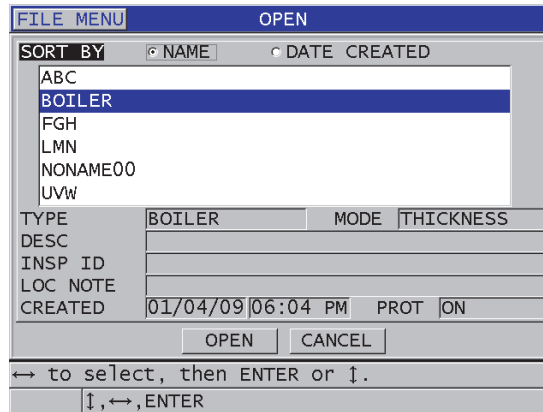 FILE MENU OPEN
SORT BY NAME DATE CREATED
ABC
BOILER
FGH
LMN
NONAME00
UVW
TYPE BOILER MODE THICKNESS
DESC
INSP ID
LOC NOTE
CREATED 01/04/09 06:04 PM PROT ON
OPEN CANCEL
↔ to select, then ENTER or ↕.
↕,↔,ENTER